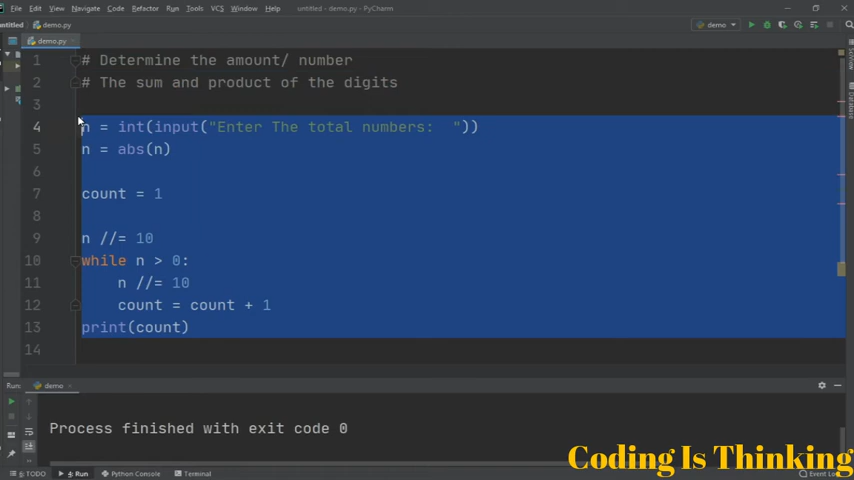 File Edit View Navigate Code Refactor Run Tools VCS Window Help untitled - demo.py - PyCharm
untitled demo.py demo
demo.py
1 # Determine the amount/ number
2 # The sum and product of the digits
3
4 n = int(input("Enter The total numbers:  "))
5 n = abs(n)
6
7 count = 1
8
9 n //= 10
10 while n > 0:
11     n //= 10
12     count = count + 1
13 print(count)
14
SciView
Database
Run: demo
Process finished with exit code 0
Coding Is Thinking
6: TODO 4: Run Python Console Terminal Event Log